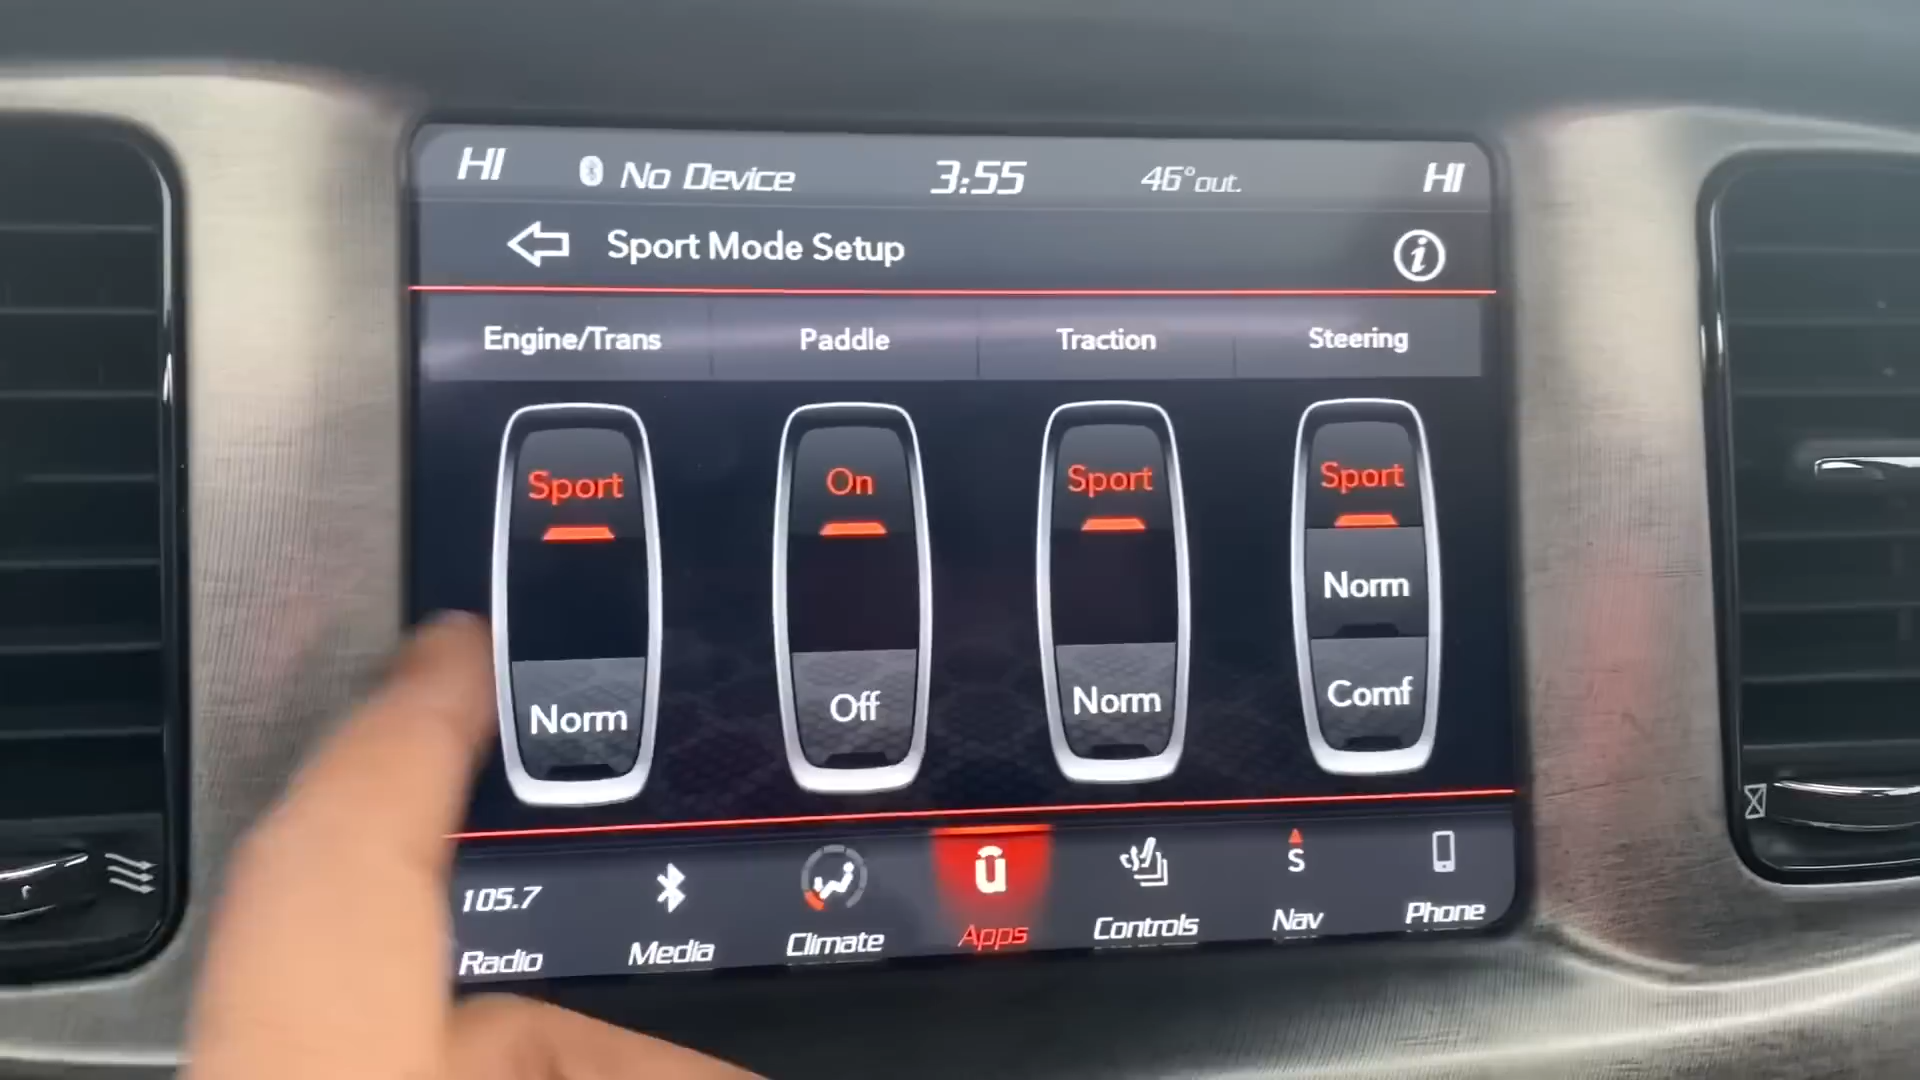 HI No Device 3:55 46°out. HI
Sport Mode Setup i
Engine/Trans Paddle Traction Steering
Sport On Sport Sport
Norm
Norm Off Norm Comf
105.7 S
Radio Media Climate Apps Controls Nav Phone